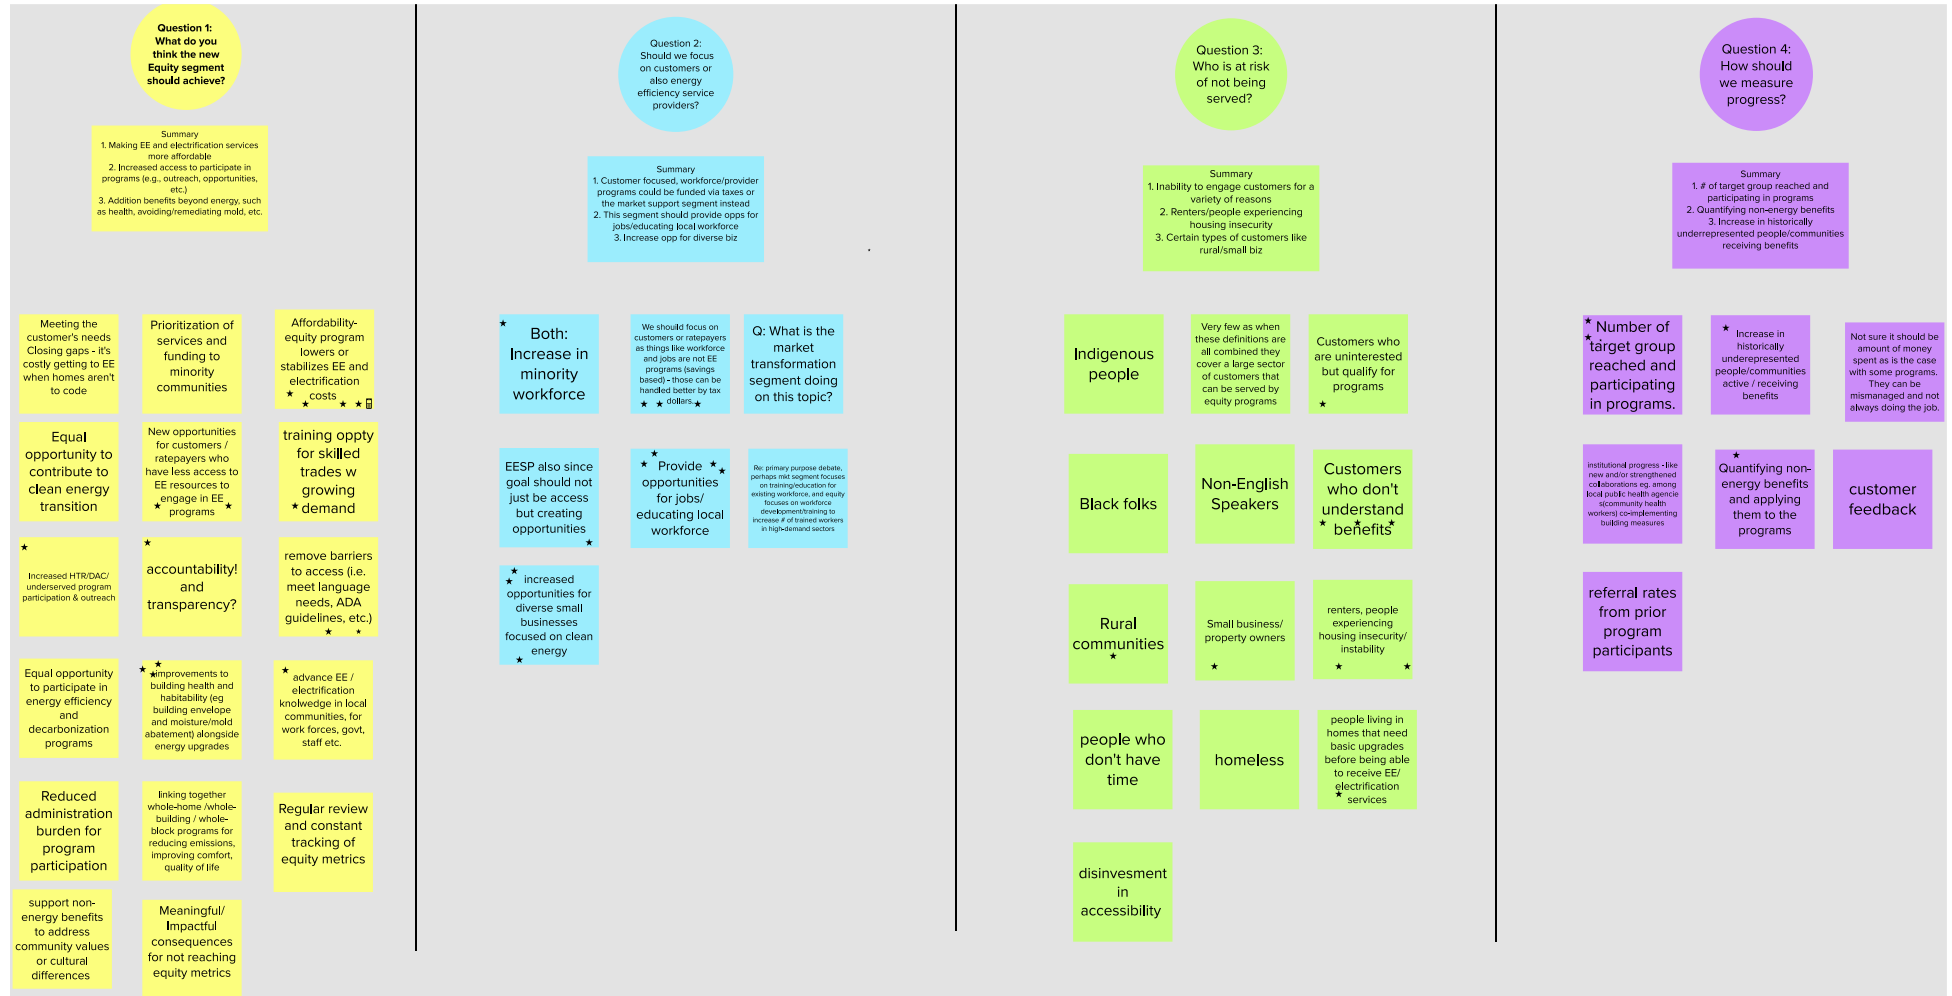 Question 1:
What do you
think the new
Equity segment
should achieve?
Summary
1. Making EE and electrification services
more affordable
2. Increased access to participate in
programs (e.g., outreach, opportunities,
etc.)
3. Addition benefits beyond energy, such
as health, avoiding/remediating mold, etc.
Meeting the
customer's needs
Closing gaps - it's
costly getting to EE
when homes aren't
to code
Prioritization of
services and
funding to
minority
communities
Affordability-
equity program
lowers or
stabilizes EE and
electrification
costs
Equal
opportunity to
contribute to
clean energy
transition
New opportunities
for customers /
ratepayers who
have less access to
EE resources to
engage in EE
programs
training oppty
for skilled
trades w
growing
demand
Increased HTR/DAC/
underserved program
participation & outreach
accountability!
and
transparency?
remove barriers
to access (i.e.
meet language
needs, ADA
guidelines, etc.)
Equal opportunity
to participate in
energy efficiency
and
decarbonization
programs
improvements to
building health and
habitability (eg
building envelope
and moisture/mold
abatement) alongside
energy upgrades
advance EE /
electrification
knolwedge in local
communities, for
work forces, govt,
staff etc.
Reduced
administration
burden for
program
participation
linking together
whole-home /whole-
building / whole-
block programs for
reducing emissions,
improving comfort,
quality of life
Regular review
and constant
tracking of
equity metrics
support non-
energy benefits
to address
community values
or cultural
differences
Meaningful/
Impactful
consequences
for not reaching
equity metrics
Question 2:
Should we focus
on customers or
also energy
efficiency service
providers?
Summary
1. Customer focused, workforce/provider
programs could be funded via taxes or
the market support segment instead
2. This segment should provide opps for
jobs/educating local workforce
3. Increase opp for diverse biz
Both:
Increase in
minority
workforce
We should focus on
customers or ratepayers
as things like workforce
and jobs are not EE
programs (savings
based) - those can be
handled better by tax
dollars.
Q: What is the
market
transformation
segment doing
on this topic?
EESP also since
goal should not
just be access
but creating
opportunities
Provide
opportunities
for jobs/
educating local
workforce
Re: primary purpose debate,
perhaps mkt segment focuses
on training/education for
existing workforce, and equity
focuses on workforce
development/training to
increase # of trained workers
in high-demand sectors
increased
opportunities for
diverse small
businesses
focused on clean
energy
Question 3:
Who is at risk
of not being
served?
Summary
1. Inability to engage customers for a
variety of reasons
2. Renters/people experiencing
housing insecurity
3. Certain types of customers like
rural/small biz
Indigenous
people
Very few as when
these definitions are
all combined they
cover a large sector
of customers that
can be served by
equity programs
Customers who
are uninterested
but qualify for
programs
Black folks
Non-English
Speakers
Customers
who don't
understand
benefits
Rural
communities
Small business/
property owners
renters, people
experiencing
housing insecurity/
instability
people who
don't have
time
homeless
people living in
homes that need
basic upgrades
before being able
to receive EE/
electrification
services
disinvesment
in
accessibility
Question 4:
How should
we measure
progress?
Summary
1. # of target group reached and
participating in programs
2. Quantifying non-energy benefits
3. Increase in historically
underrepresented people/communities
receiving benefits
Number of
target group
reached and
participating
in programs.
Increase in
historically
underrepresented
people/communities
active / receiving
benefits
Not sure it should be
amount of money
spent as is the case
with some programs.
They can be
mismanaged and not
always doing the job.
institutional progress - like
new and/or strengthened
collaborations eg. among
local public health agencie
s(community health
workers) co-implementing
building measures
Quantifying non-
energy benefits
and applying
them to the
programs
customer
feedback
referral rates
from prior
program
participants